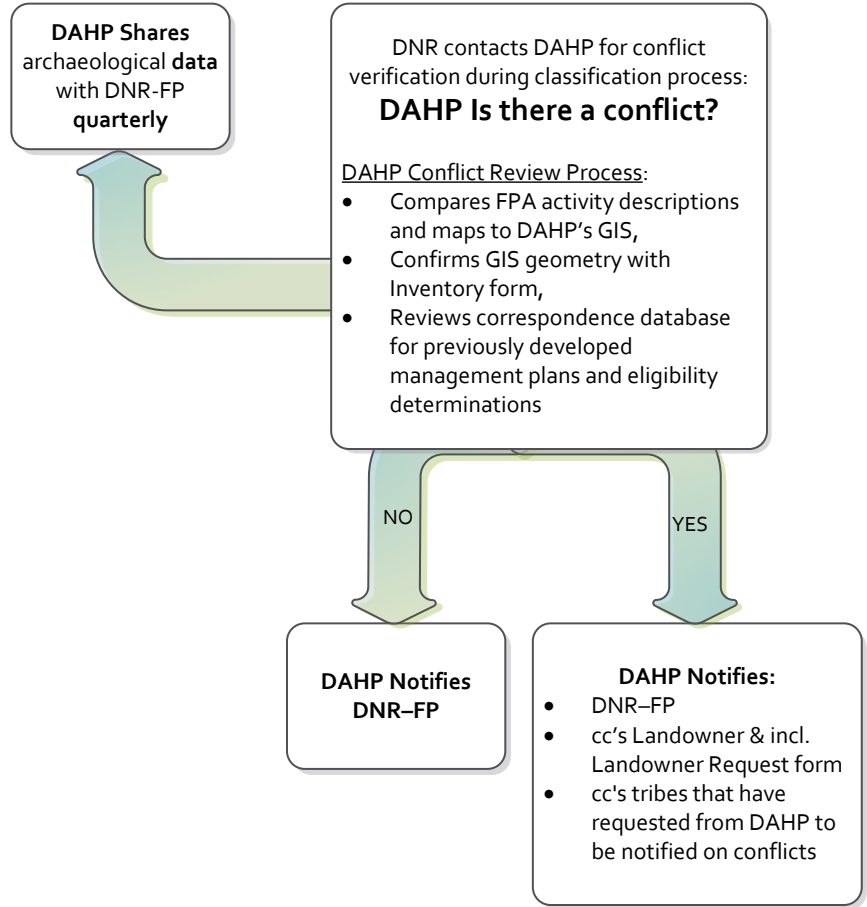 DAHP Shares
archaeological data
with DNR-FP
quarterly
DNR contacts DAHP for conflict
verification during classification process:
DAHP Is there a conflict?
DAHP Conflict Review Process:
• Compares FPA activity descriptions
and maps to DAHP’s GIS,
• Confirms GIS geometry with
Inventory form,
• Reviews correspondence database
for previously developed
management plans and eligibility
determinations
NO
YES
DAHP Notifies
DNR–FP
DAHP Notifies:
• DNR–FP
• cc’s Landowner & incl.
Landowner Request form
• cc's tribes that have
requested from DAHP to
be notified on conflicts